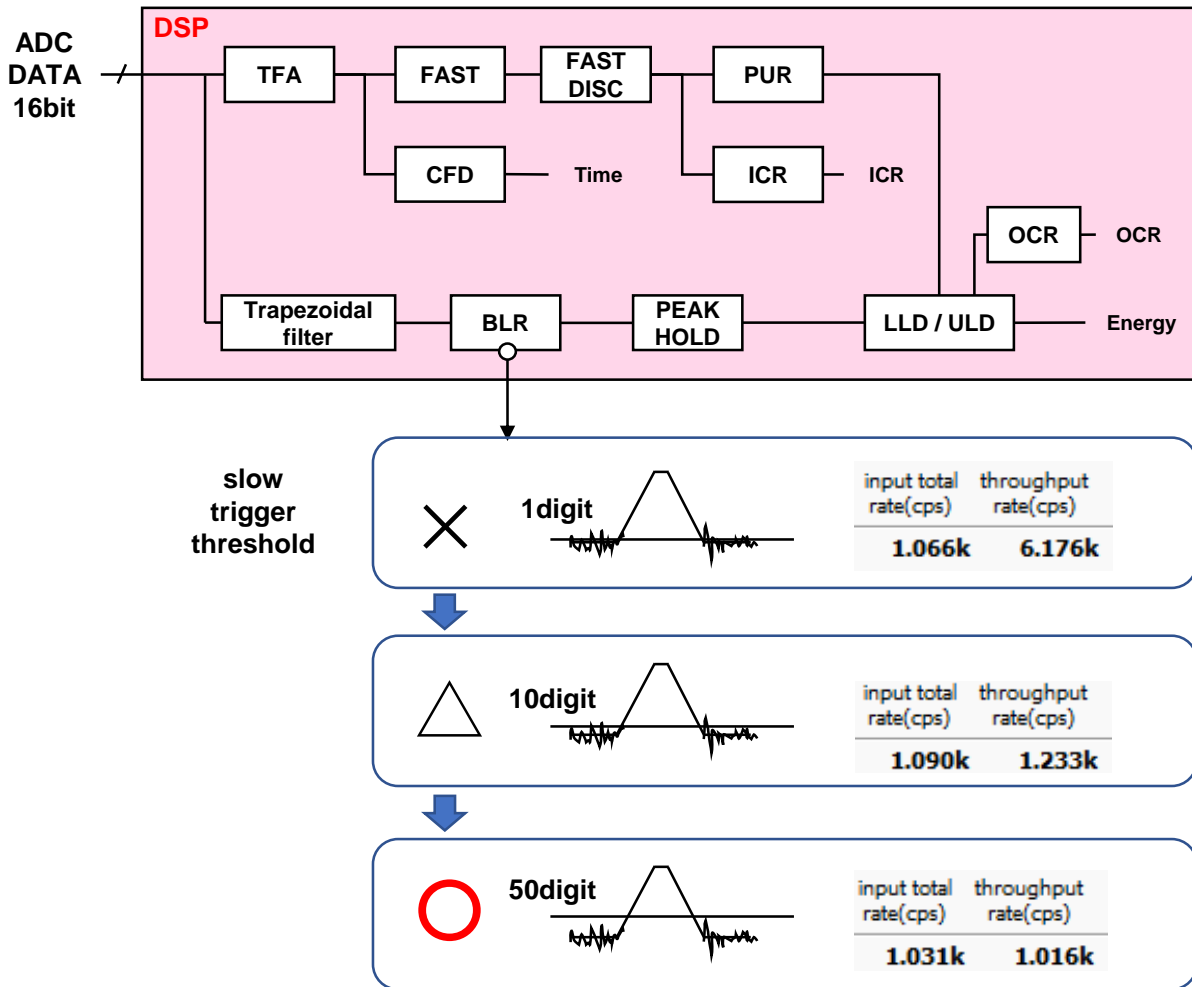 DSP
ADC
DATA
16bit
TFA
FAST
FAST
DISC
PUR
CFD
Time
ICR
ICR
OCR
OCR
Trapezoidal
filter
BLR
PEAK
HOLD
LLD / ULD
Energy
slow
trigger
threshold
1digit
input total throughput
rate(cps) rate(cps)
1.066k 6.176k
10digit
input total throughput
rate(cps) rate(cps)
1.090k 1.233k
50digit
input total throughput
rate(cps) rate(cps)
1.031k 1.016k